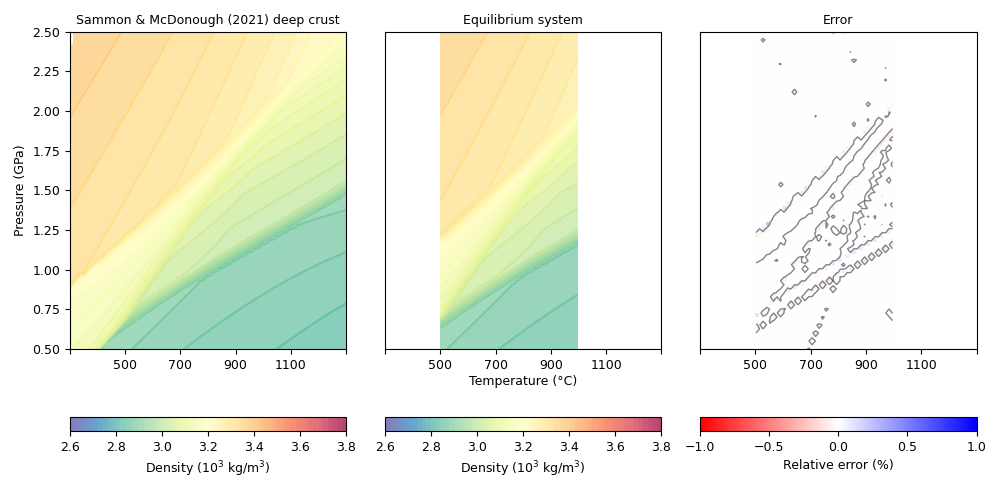 Sammon & McDonough (2021) deep crust
Equilibrium system
Error
2.50
2.25
2.00
1.75
1.50
1.25
1.00
0.75
0.50
Pressure (GPa)
500 700 900 1100
500 700 900 1100
500 700 900 1100
Temperature (°C)
2.6 2.8 3.0 3.2 3.4 3.6 3.8
2.6 2.8 3.0 3.2 3.4 3.6 3.8
−1.0 −0.5 0.0 0.5 1.0
Density (10³ kg/m³)
Density (10³ kg/m³)
Relative error (%)